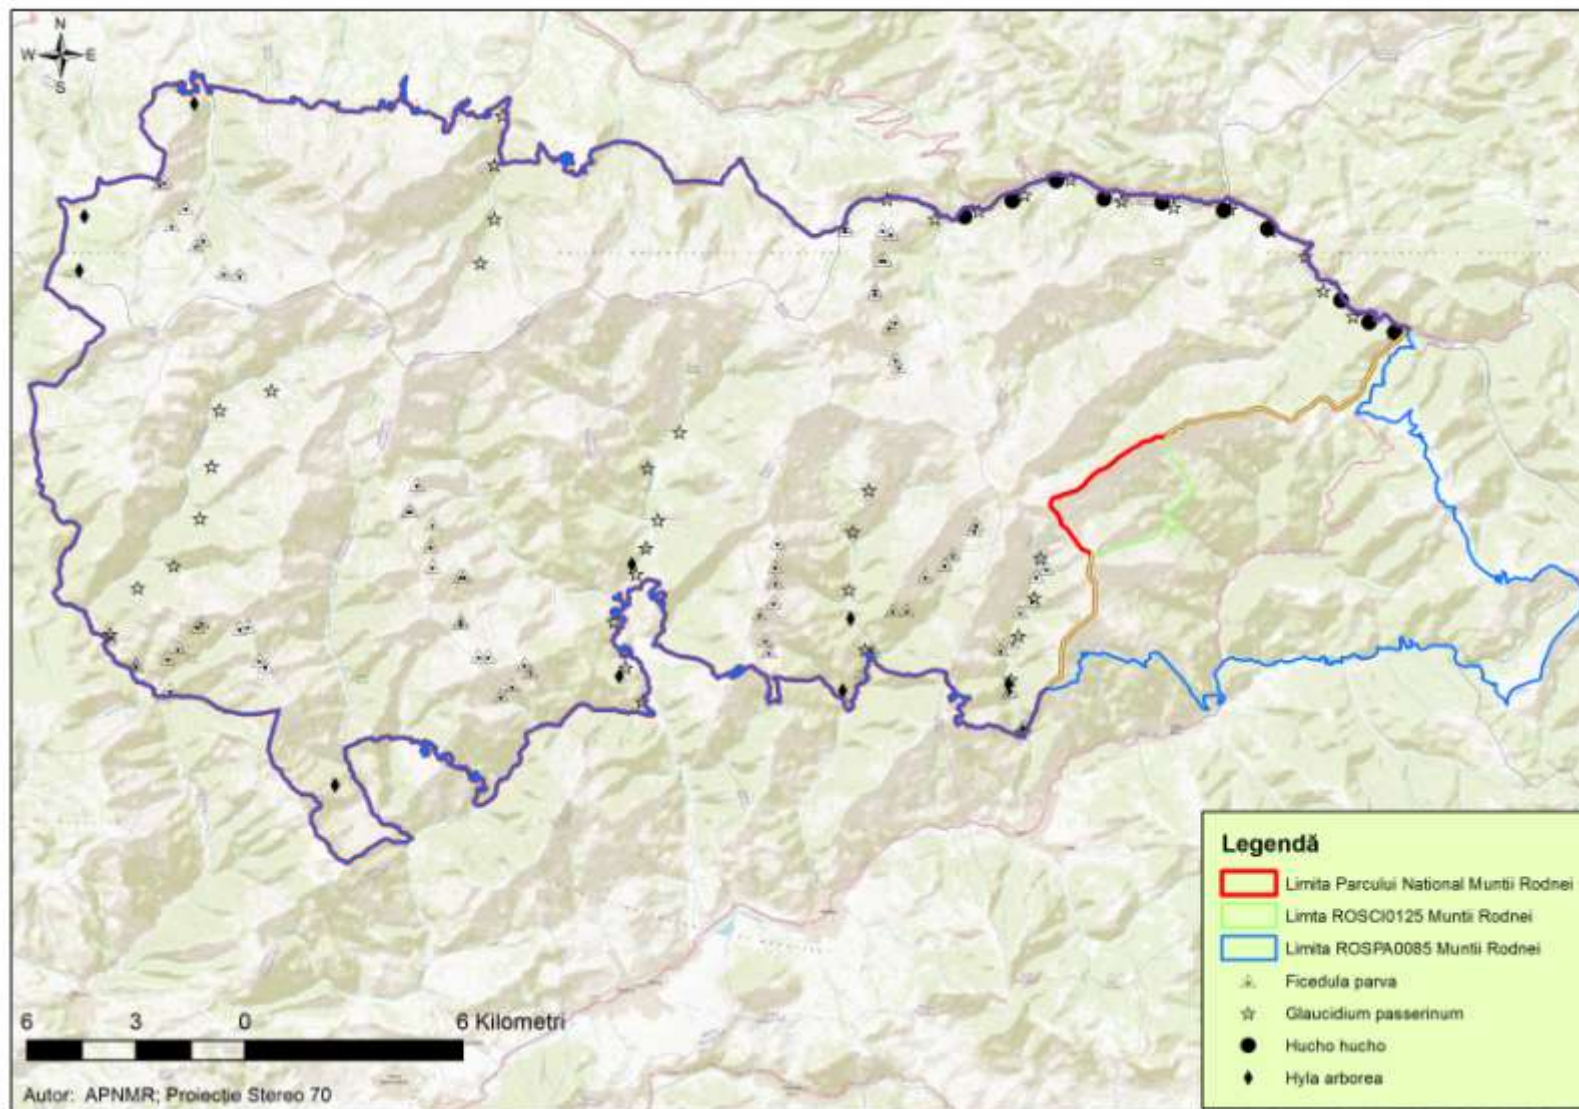 N
W E
S
Legendă
Limita Parcului National Muntii Rodnei
Limta ROSCI0125 Muntii Rodnei
Limita ROSPA0085 Muntii Rodnei
Ficedula parva
Glaucidium passerinum
Hucho hucho
Hyla arborea
6 3 0 6 Kilometri
Autor: APNMR; Proiecție Stereo 70